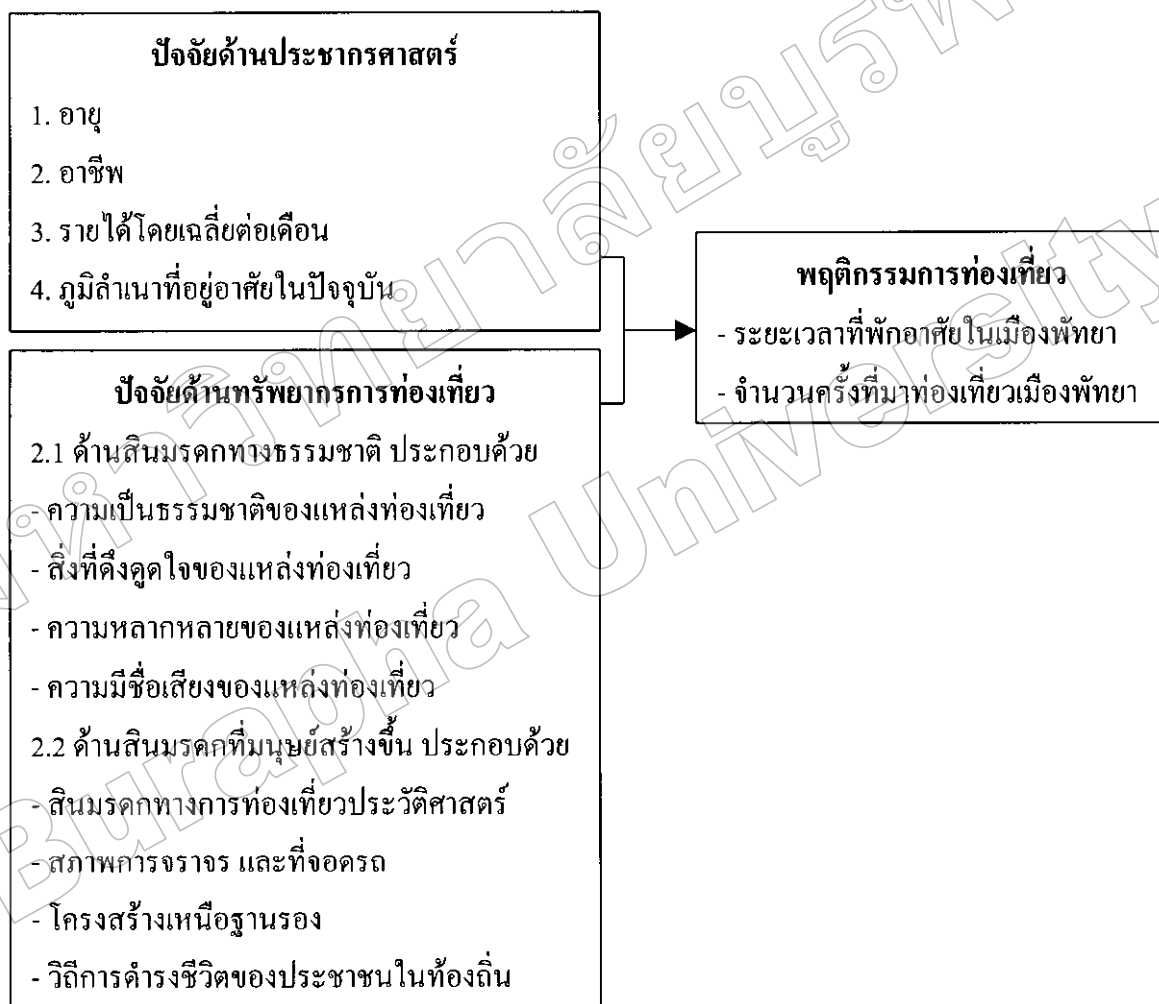 ปัจจัยด้านประชากรศาสตร์
1. อายุ
2. อาชีพ
3. รายได้โดยเฉลี่ยต่อเดือน
4. ภูมิลำเนาที่อยู่อาศัยในปัจจุบัน
ปัจจัยด้านทรัพยากรการท่องเที่ยว
2.1 ด้านสินมรดกทางธรรมชาติ ประกอบด้วย
- ความเป็นธรรมชาติของแหล่งท่องเที่ยว
- สิ่งที่ดึงดูดใจของแหล่งท่องเที่ยว
- ความหลากหลายของแหล่งท่องเที่ยว
- ความมีชื่อเสียงของแหล่งท่องเที่ยว
2.2 ด้านสินมรดกที่มนุษย์สร้างขึ้น ประกอบด้วย
- สินมรดกทางการท่องเที่ยวประวัติศาสตร์
- สภาพการจราจร และที่จอดรถ
- โครงสร้างเหนือฐานรอง
- วิถีการดำรงชีวิตของประชาชนในท้องถิ่น
พฤติกรรมการท่องเที่ยว
- ระยะเวลาที่พักอาศัยในเมืองพัทยา
- จำนวนครั้งที่มาท่องเที่ยวเมืองพัทยา
Burapha University